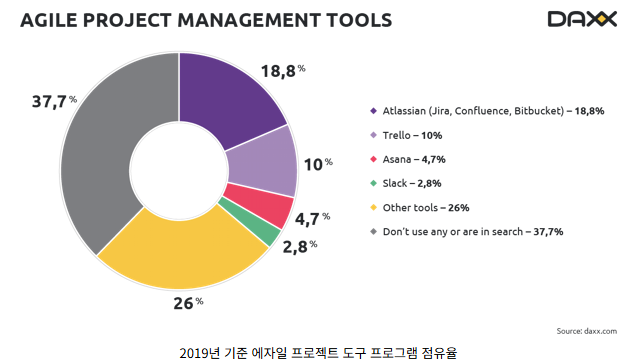 AGILE PROJECT MANAGEMENT TOOLS
DAXX
18,8%
37,7%
10%
4,7%
2,8%
26%
Atlassian (Jira, Confluence, Bitbucket) – 18,8%
Trello – 10%
Asana – 4,7%
Slack – 2,8%
Other tools – 26%
Don't use any or are in search – 37,7%
Source: daxx.com
2019년 기준 에자일 프로젝트 도구 프로그램 점유율